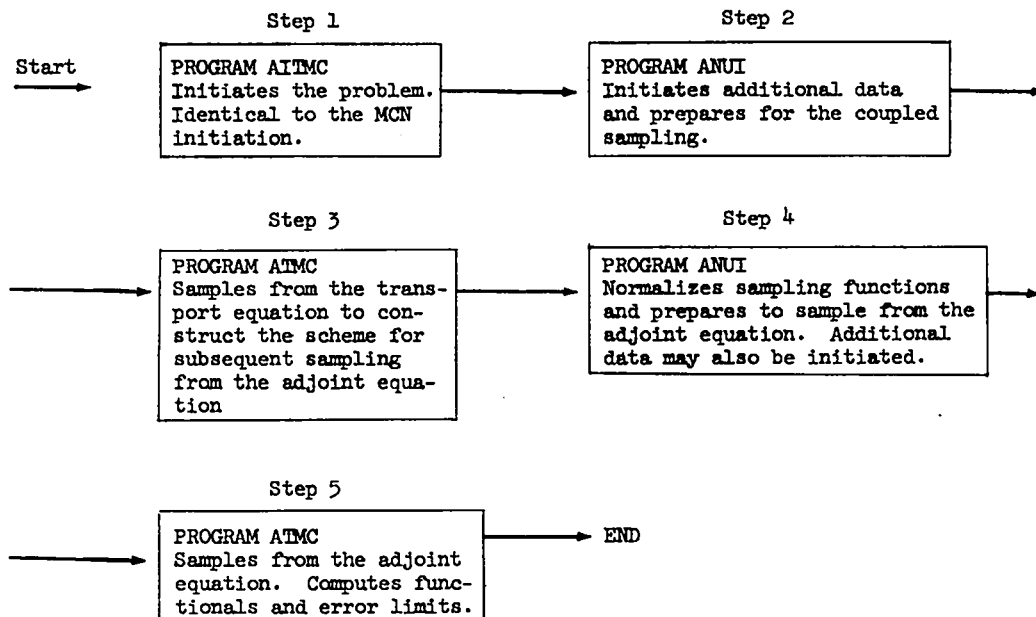 Step 1
Step 2
Start
PROGRAM AITMC
Initiates the problem.
Identical to the MCN
initiation.
PROGRAM ANUI
Initiates additional data
and prepares for the coupled
sampling.
Step 3
Step 4
PROGRAM ATMC
Samples from the trans-
port equation to con-
struct the scheme for
subsequent sampling
from the adjoint equa-
tion
PROGRAM ANUI
Normalizes sampling functions
and prepares to sample from the
adjoint equation. Additional
data may also be initiated.
Step 5
PROGRAM ATMC
Samples from the adjoint
equation. Computes func-
tionals and error limits.
END